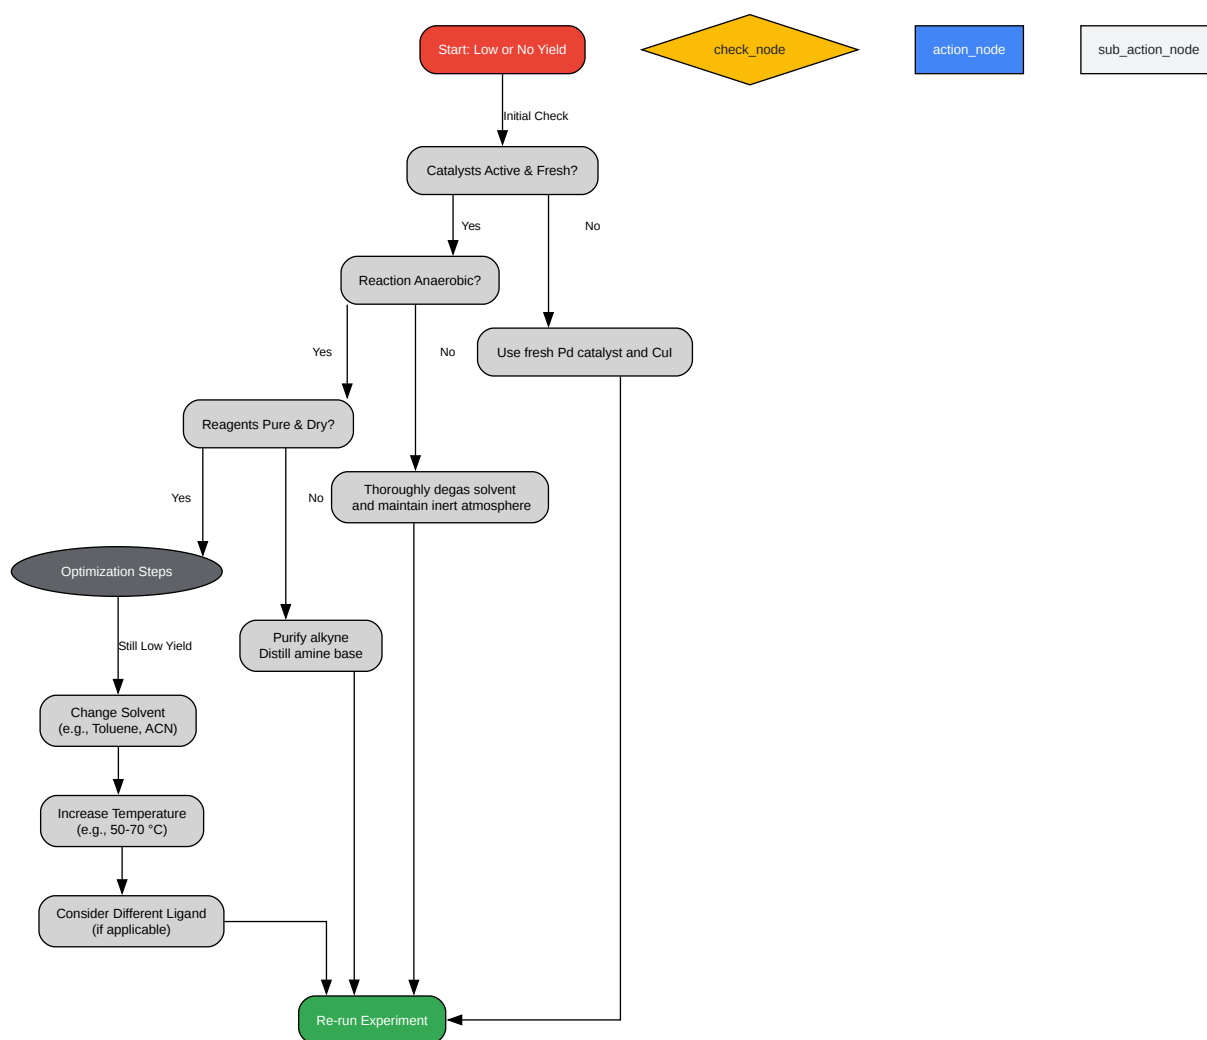 Start: Low or No Yield
check_node
action_node
sub_action_node
Initial Check
Catalysts Active & Fresh?
Yes
No
Reaction Anaerobic?
Yes
No
Use fresh Pd catalyst and CuI
Reagents Pure & Dry?
Yes
No
Thoroughly degas solvent
and maintain inert atmosphere
Optimization Steps
Still Low Yield
Purify alkyne
Distill amine base
Change Solvent
(e.g., Toluene, ACN)
Increase Temperature
(e.g., 50-70 °C)
Consider Different Ligand
(if applicable)
Re-run Experiment